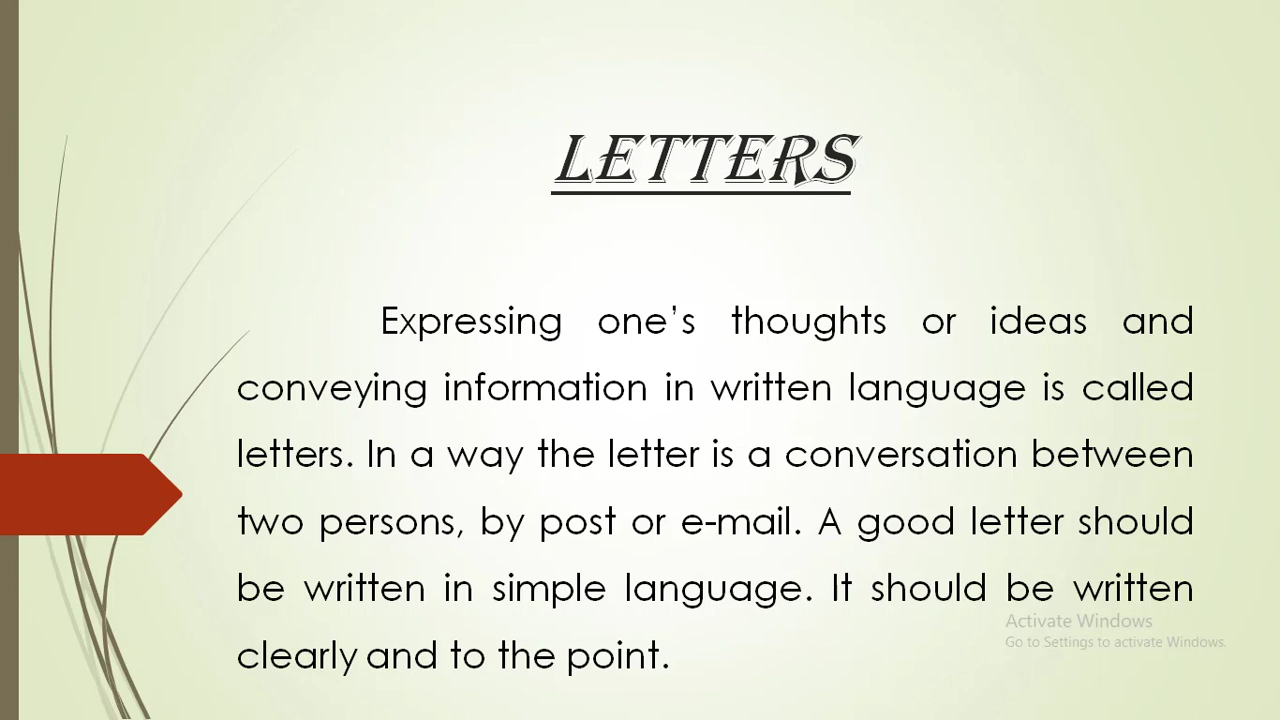 LETTERS
Expressing one’s thoughts or ideas and
conveying information in written language is called
letters. In a way the letter is a conversation between
two persons, by post or e-mail. A good letter should
be written in simple language. It should be written
clearly and to the point.
Activate Windows
Go to Settings to activate Windows.